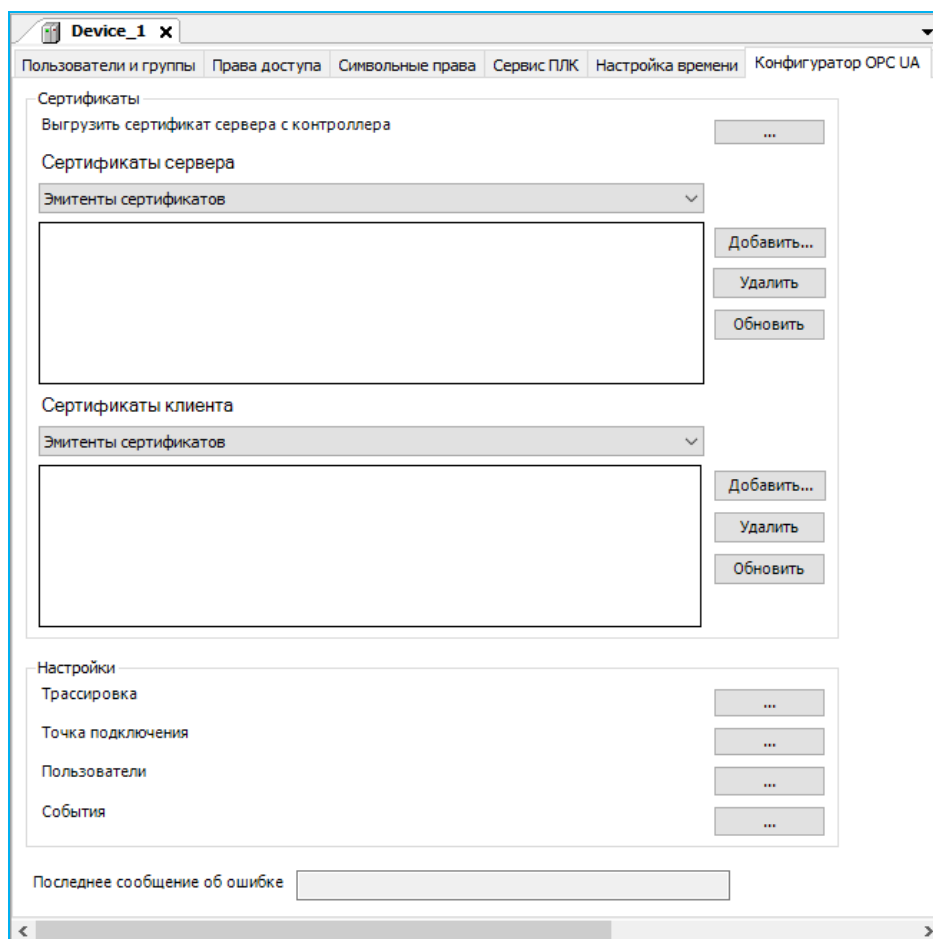 Device_1
Пользователи и группы Права доступа Символьные права Сервис ПЛК Настройка времени Конфигуратор OPC UA
Сертификаты
Выгрузить сертификат сервера с контроллера ...
Сертификаты сервера
Эмитенты сертификатов
Добавить...
Удалить
Обновить
Сертификаты клиента
Эмитенты сертификатов
Добавить...
Удалить
Обновить
Настройки
Трассировка ...
Точка подключения ...
Пользователи ...
События ...
Последнее сообщение об ошибке